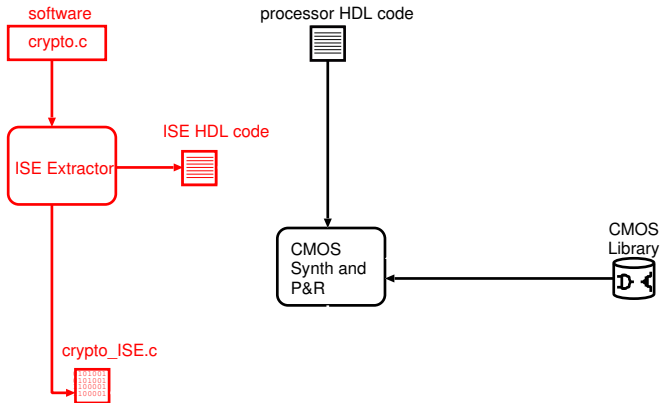 software
crypto.c
processor HDL code
ISE HDL code
ISE Extractor
CMOS
Synth and
P&R
CMOS
Library
crypto_ISE.c